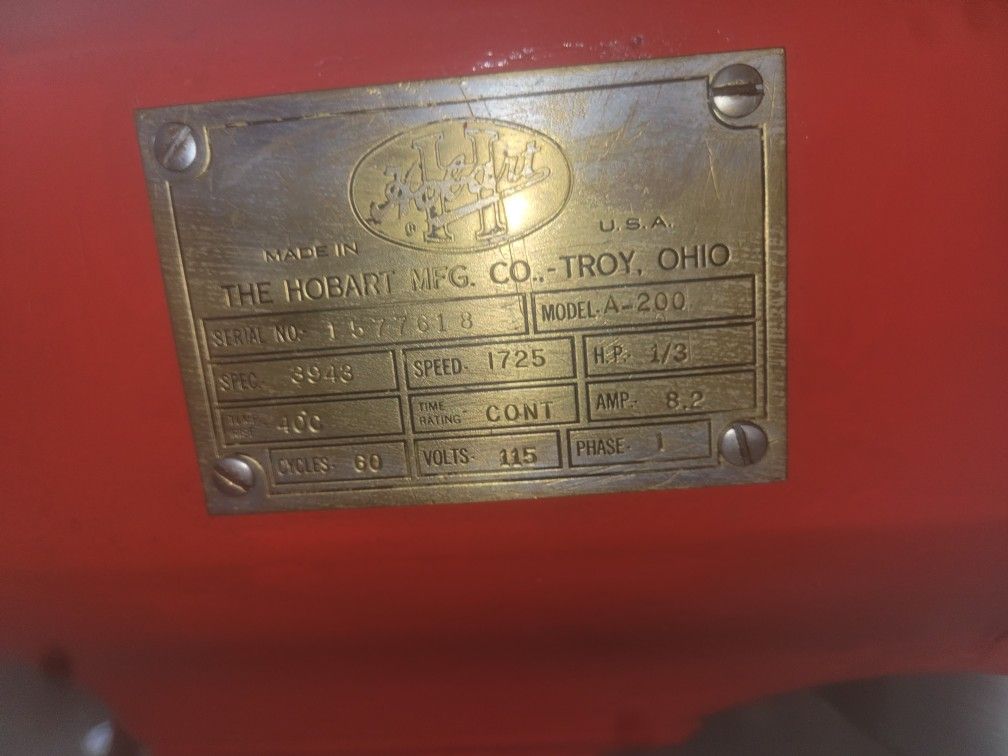 Hobart
H
®
MADE IN U.S.A.
THE HOBART MFG. CO.,-TROY, OHIO
SERIAL NO- 1577618 MODEL- A-200
SPEC.- 3943 SPEED- 1725 H.P.- 1/3
40C TIME RATING- CONT AMP.- 8.2
CYCLES- 60 VOLTS- 115 PHASE- 1